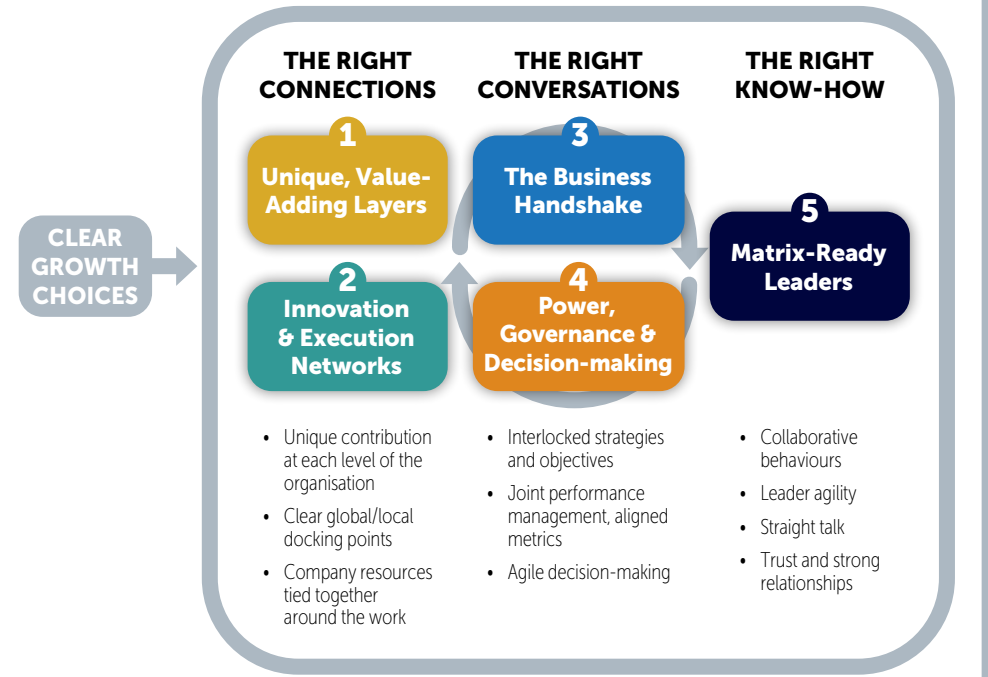 CLEAR
GROWTH
CHOICES
THE RIGHT
CONNECTIONS
1
Unique, Value-
Adding Layers
2
Innovation
& Execution
Networks
• Unique contribution
at each level of the
organisation
• Clear global/local
docking points
• Company resources
tied together
around the work
THE RIGHT
CONVERSATIONS
3
The Business
Handshake
4
Power,
Governance &
Decision-making
• Interlocked strategies
and objectives
• Joint performance
management, aligned
metrics
• Agile decision-making
THE RIGHT
KNOW-HOW
5
Matrix-Ready
Leaders
• Collaborative
behaviours
• Leader agility
• Straight talk
• Trust and strong
relationships